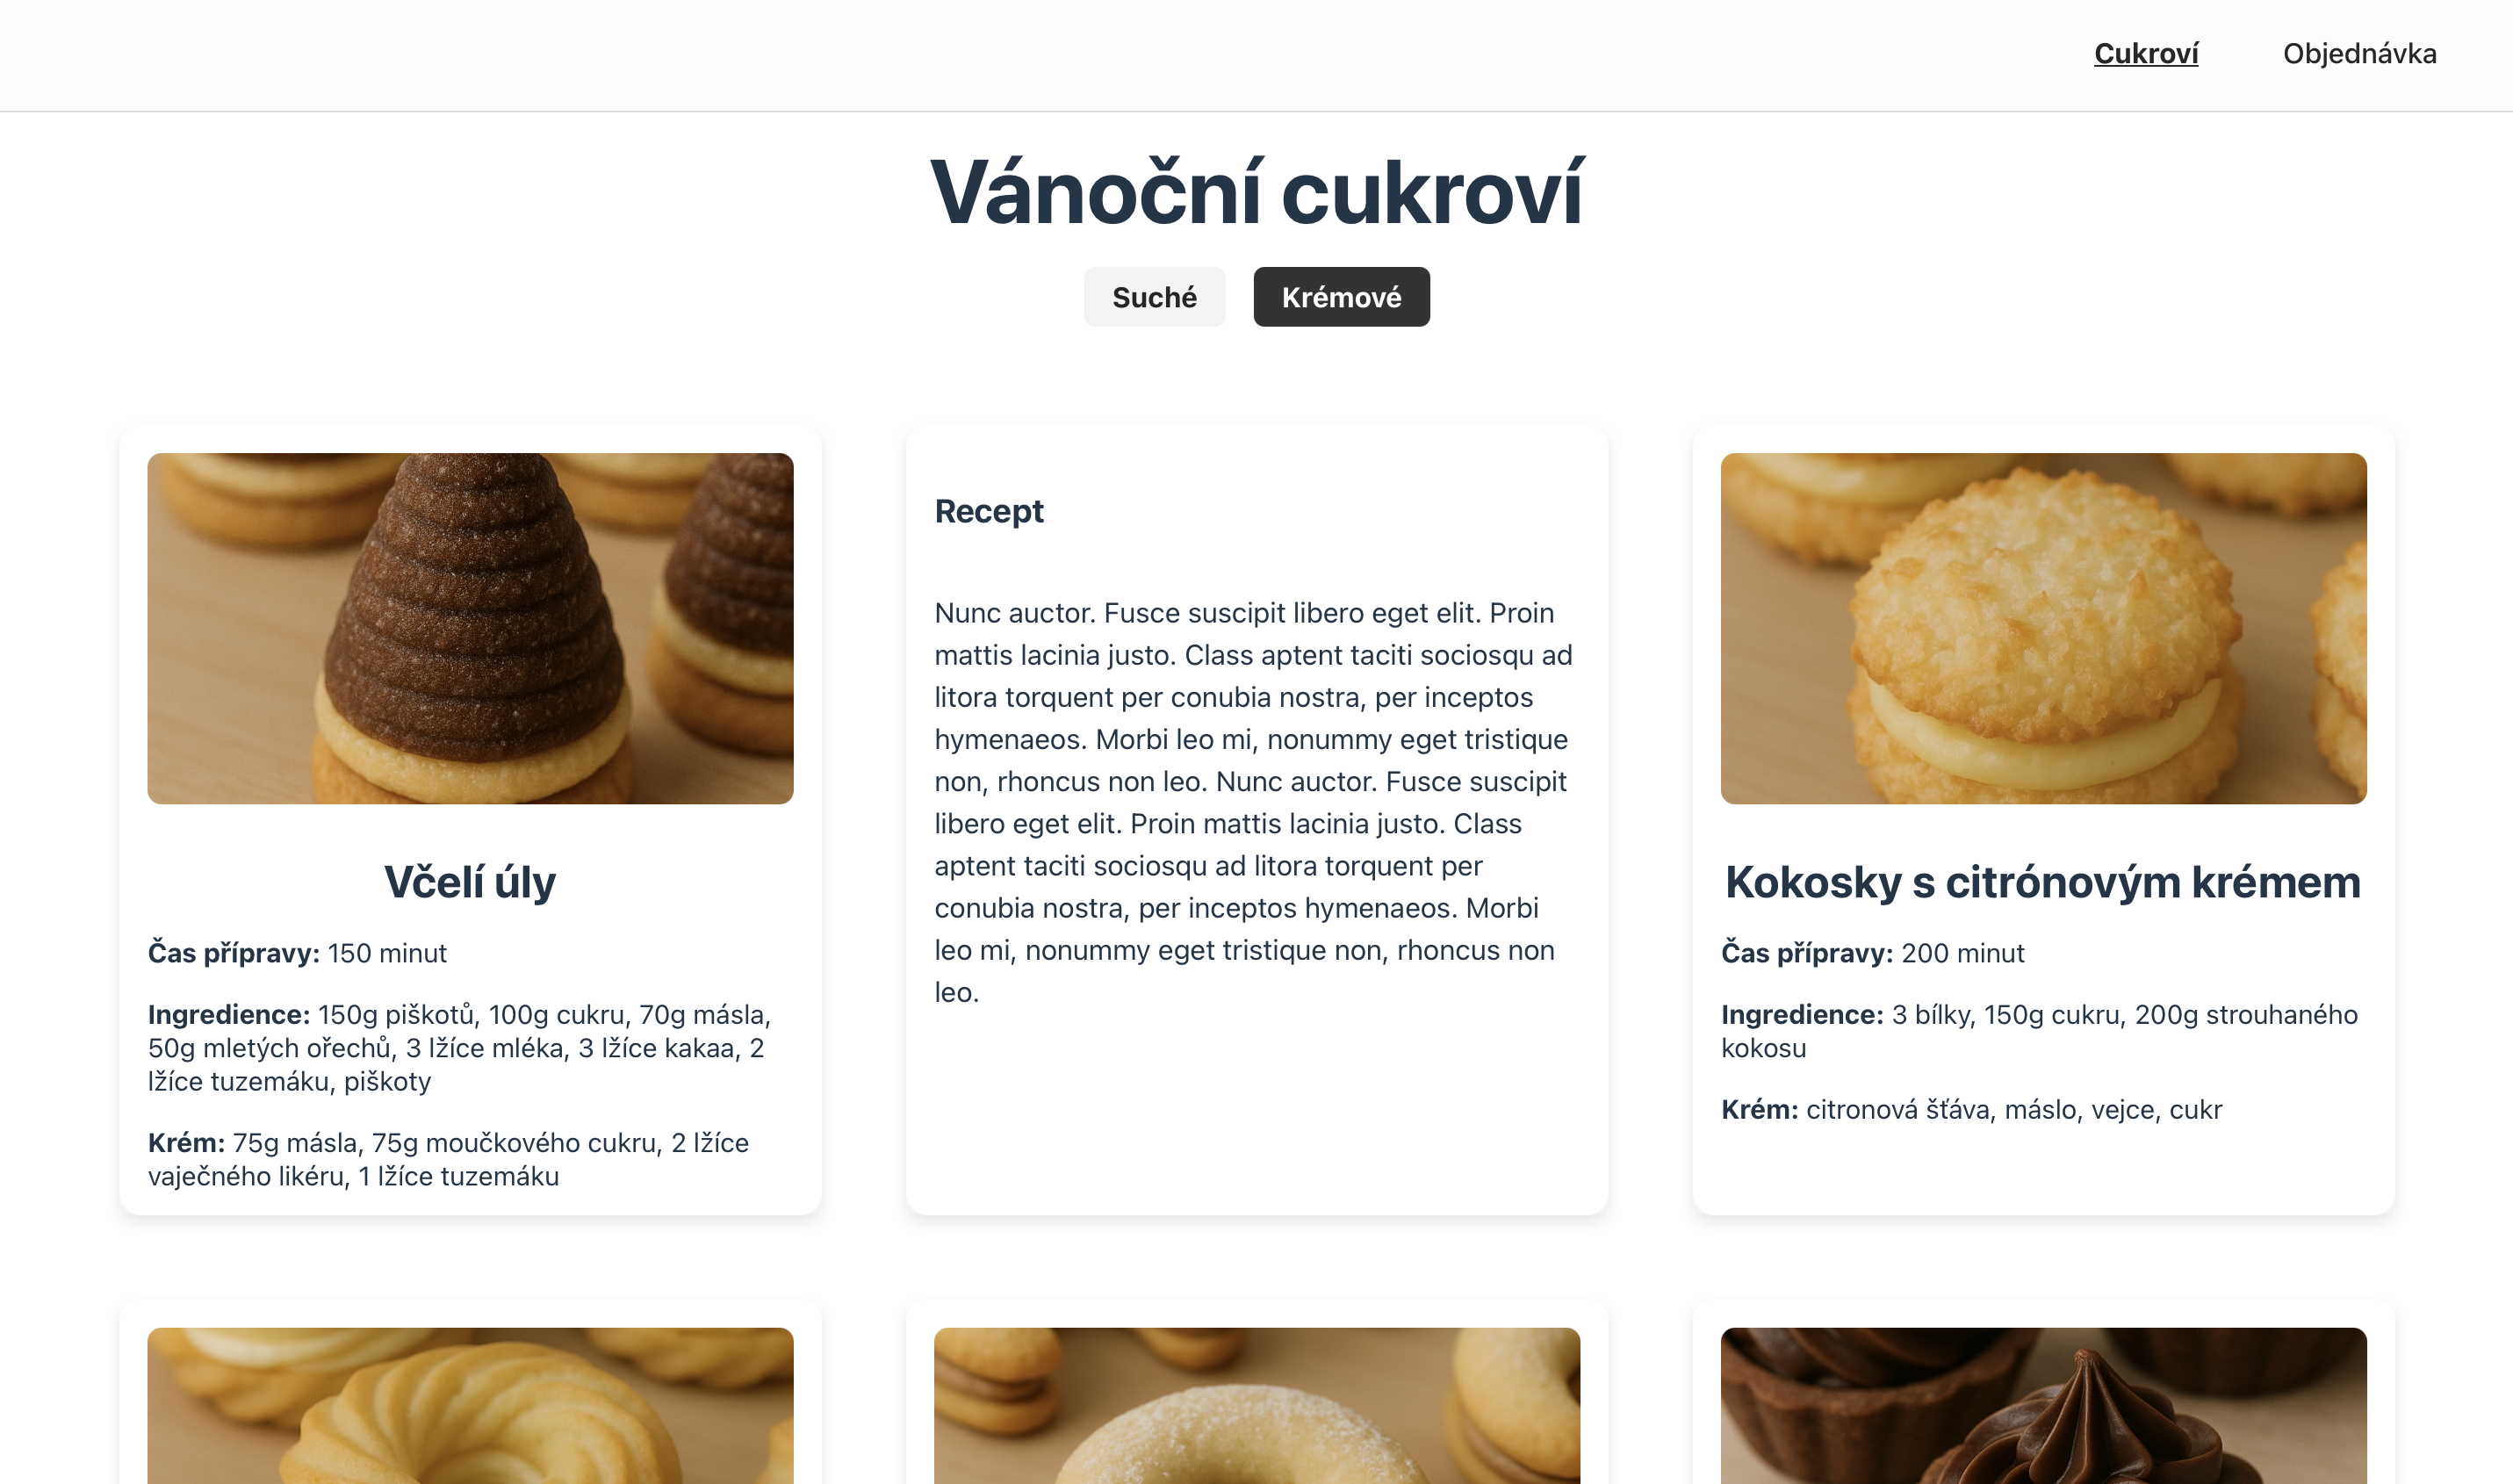 Cukroví
Objednávka
Vánoční cukroví
Suché
Krémové
Včelí úly
Čas přípravy: 150 minut
Ingredience: 150g piškotů, 100g cukru, 70g másla,
50g mletých ořechů, 3 lžíce mléka, 3 lžíce kakaa, 2
lžíce tuzemáku, piškoty
Krém: 75g másla, 75g moučkového cukru, 2 lžíce
vaječného likéru, 1 lžíce tuzemáku
Recept
Nunc auctor. Fusce suscipit libero eget elit. Proin
mattis lacinia justo. Class aptent taciti sociosqu ad
litora torquent per conubia nostra, per inceptos
hymenaeos. Morbi leo mi, nonummy eget tristique
non, rhoncus non leo. Nunc auctor. Fusce suscipit
libero eget elit. Proin mattis lacinia justo. Class
aptent taciti sociosqu ad litora torquent per
conubia nostra, per inceptos hymenaeos. Morbi
leo mi, nonummy eget tristique non, rhoncus non
leo.
Kokosky s citrónovým krémem
Čas přípravy: 200 minut
Ingredience: 3 bílky, 150g cukru, 200g strouhaného
kokosu
Krém: citronová šťáva, máslo, vejce, cukr